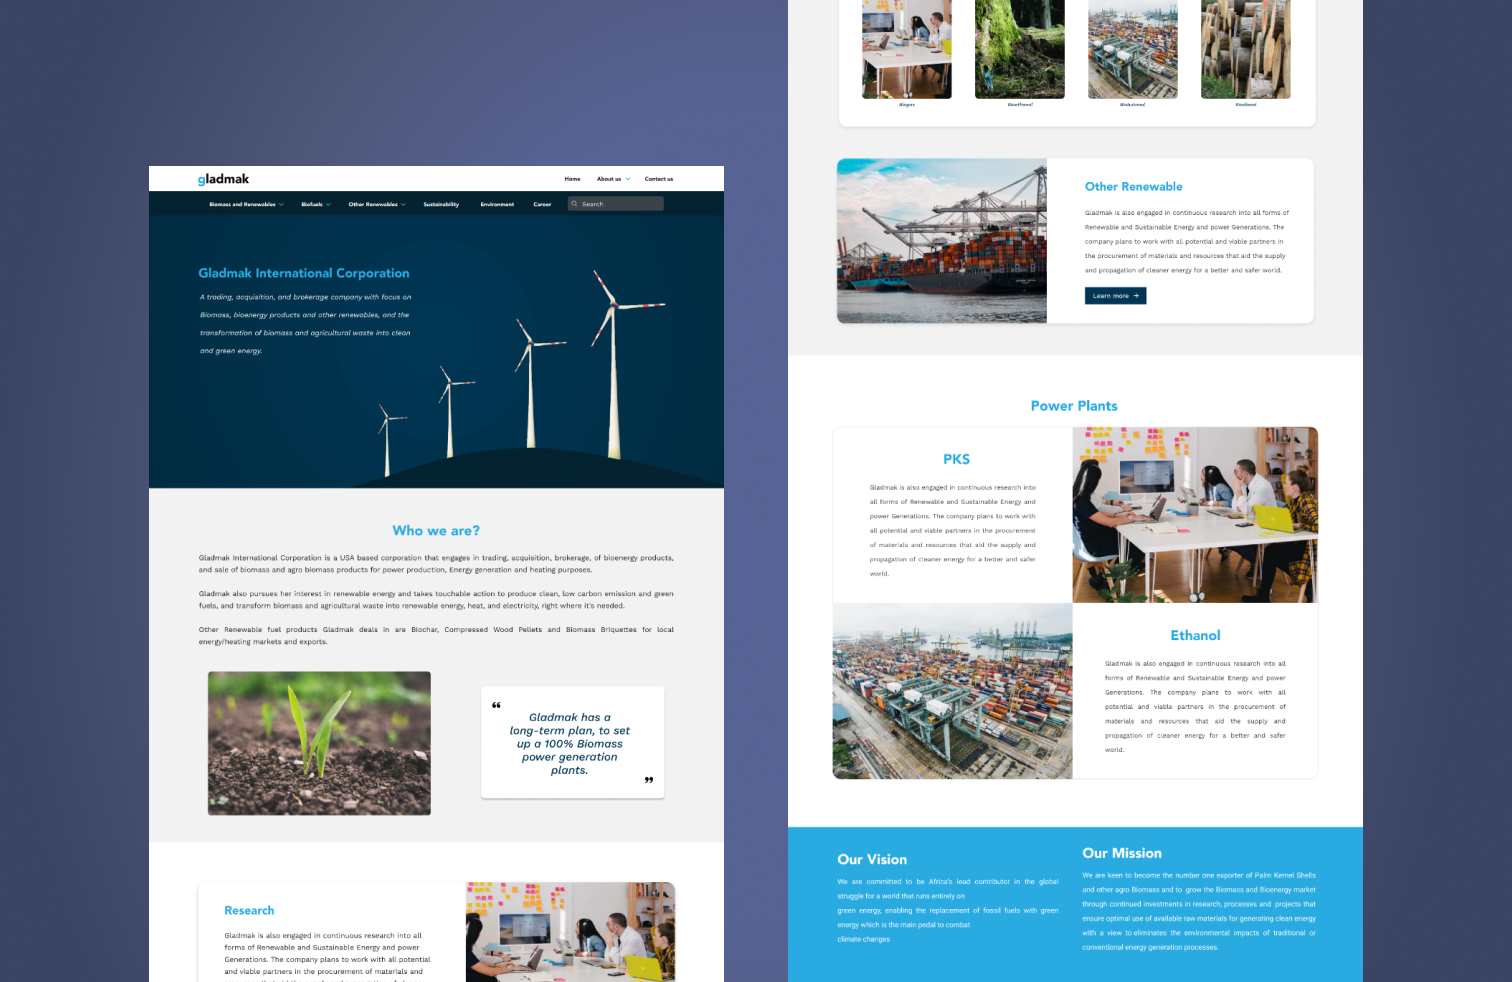 gladmak
Home About us Contact us
Biomass and Renewables Biofuels Other Renewables Sustainability Environment Career Search
Gladmak International Corporation
A trading, acquisition, and brokerage company with focus on
Biomass, bioenergy products and other renewables, and the
transformation of biomass and agricultural waste into clean
and green energy.
Who we are?
Gladmak International Corporation is a USA based corporation that engages in trading, acquisition, brokerage, of bioenergy products,
and sale of biomass and agro biomass products for power production, Energy generation and heating purposes.
Gladmak also pursues her interest in renewable energy and takes touchable action to produce clean, low carbon emission and green
fuels, and transform biomass and agricultural waste into renewable energy, heat, and electricity, right where it's needed.
Other Renewable fuel products Gladmak deals in are Biochar, Compressed Wood Pellets and Biomass Briquettes for local
energy/heating markets and exports.
“
Gladmak has a
long-term plan, to set
up a 100% Biomass
power generation
plants.
”
Research
Gladmak is also engaged in continuous research into all
forms of Renewable and Sustainable Energy and power
Generations. The company plans to work with all potential
and viable partners in the procurement of materials and
Biogas Bioethanol Biobutanol Biodiesel
Other Renewable
Gladmak is also engaged in continuous research into all forms of
Renewable and Sustainable Energy and power Generations. The
company plans to work with all potential and viable partners in
the procurement of materials and resources that aid the supply
and propagation of cleaner energy for a better and safer world.
Learn more →
Power Plants
PKS
Gladmak is also engaged in continuous research into
all forms of Renewable and Sustainable Energy and
power Generations. The company plans to work with
all potential and viable partners in the procurement
of materials and resources that aid the supply and
propagation of cleaner energy for a better and safer
world.
Ethanol
Gladmak is also engaged in continuous research into all
forms of Renewable and Sustainable Energy and power
Generations. The company plans to work with all
potential and viable partners in the procurement of
materials and resources that aid the supply and
propagation of cleaner energy for a better and safer
world.
Our Vision
We are committed to be Africa's lead contributor in the global
struggle for a world that runs entirely on
green energy, enabling the replacement of fossil fuels with green
energy which is the main pedal to combat
climate changes
Our Mission
We are keen to become the number one exporter of Palm Kernel Shells
and other agro Biomass and to grow the Biomass and Bioenergy market
through continued investments in research, processes and projects that
ensure optimal use of available raw materials for generating clean energy
with a view to eliminates the environmental impacts of traditional or
conventional energy generation processes.